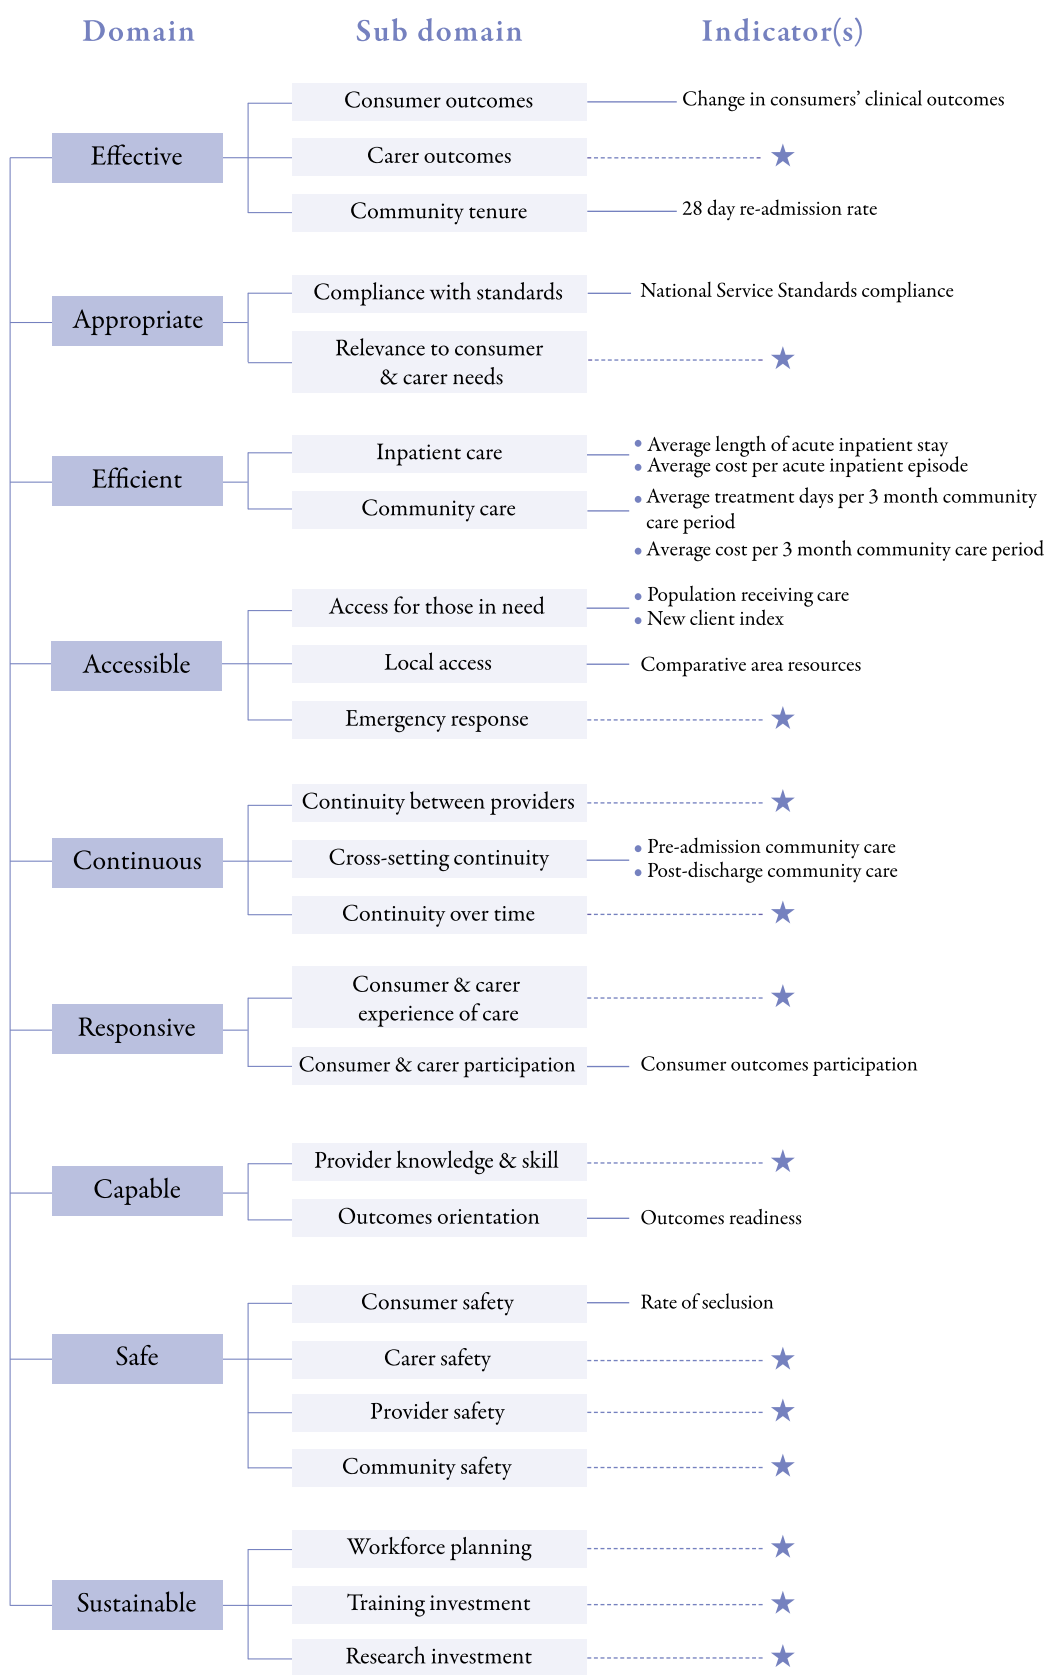 Domain Sub domain Indicator(s)
Effective
Consumer outcomes
Change in consumers’ clinical outcomes
Carer outcomes
Community tenure
28 day re-admission rate
Appropriate
Compliance with standards
National Service Standards compliance
Relevance to consumer
& carer needs
Efficient
Inpatient care
• Average length of acute inpatient stay
• Average cost per acute inpatient episode
Community care
• Average treatment days per 3 month community
care period
• Average cost per 3 month community care period
Accessible
Access for those in need
• Population receiving care
• New client index
Local access
Comparative area resources
Emergency response
Continuous
Continuity between providers
Cross-setting continuity
• Pre-admission community care
• Post-discharge community care
Continuity over time
Responsive
Consumer & carer
experience of care
Consumer & carer participation
Consumer outcomes participation
Capable
Provider knowledge & skill
Outcomes orientation
Outcomes readiness
Safe
Consumer safety
Rate of seclusion
Carer safety
Provider safety
Community safety
Sustainable
Workforce planning
Training investment
Research investment